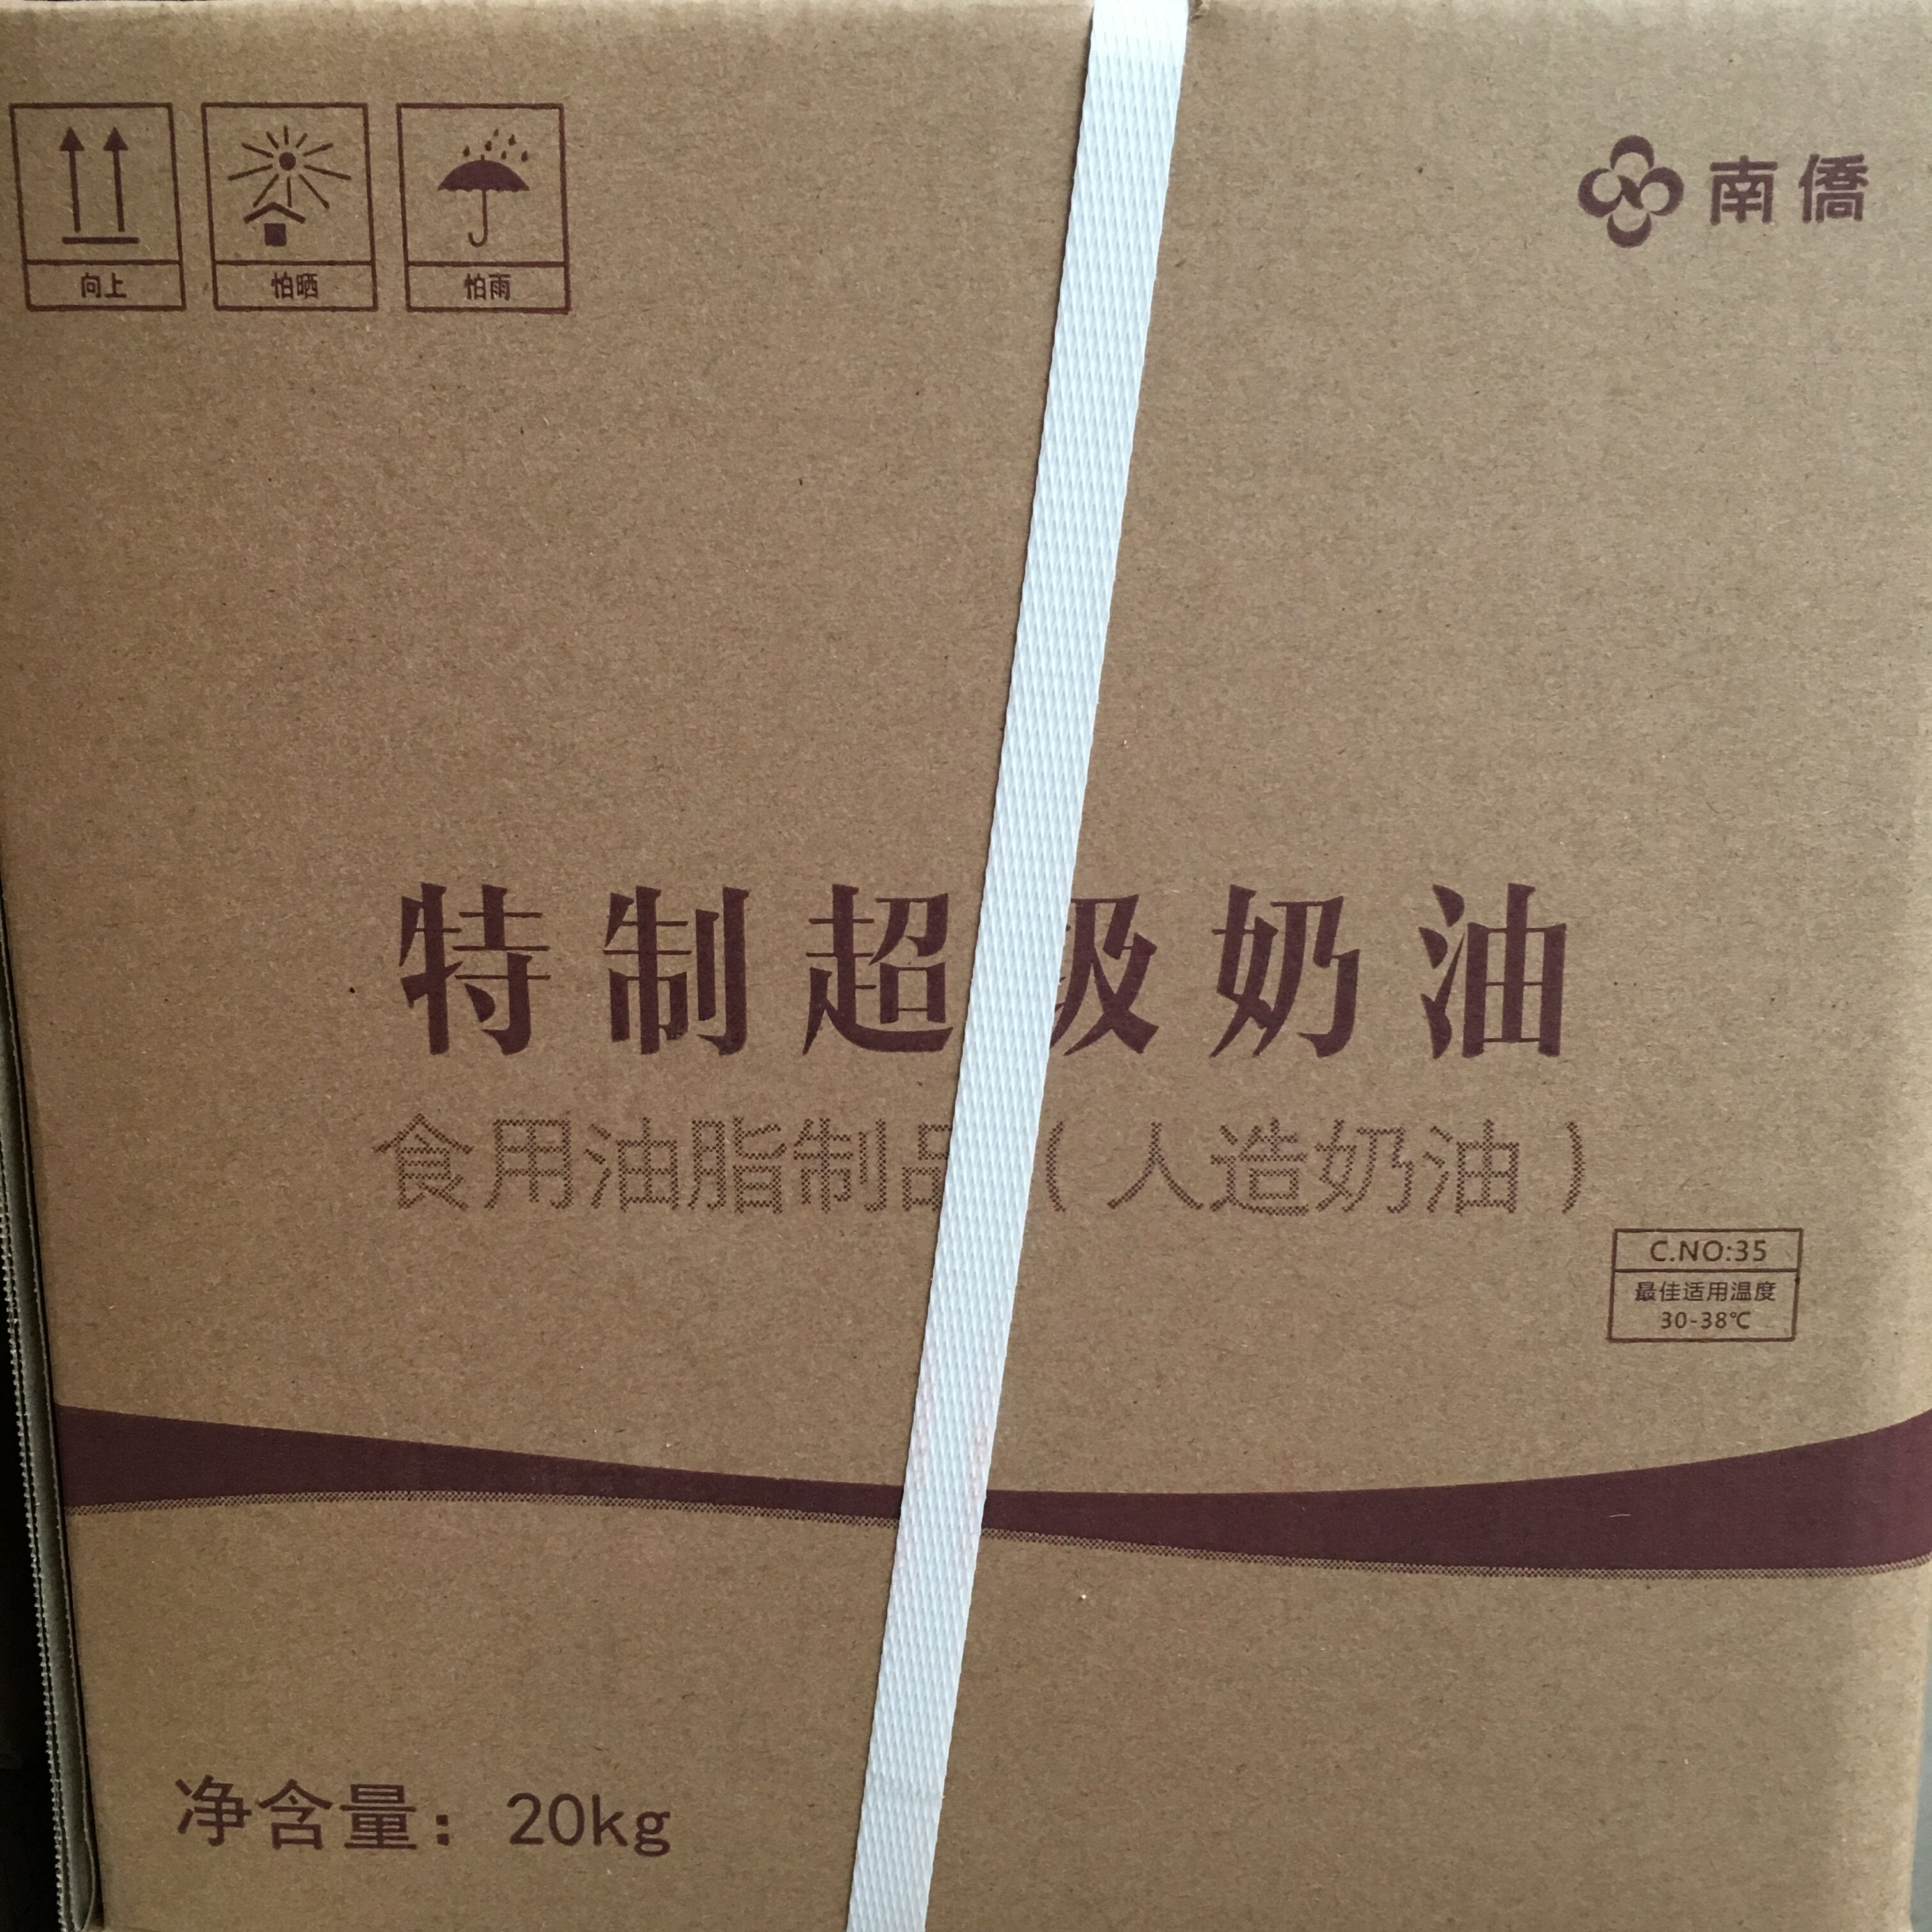 向上 怕晒 怕雨
南僑
特制超级奶油
食用油脂制品（人造奶油）
C.NO:35
最佳适用温度
30-38℃
净含量：20kg